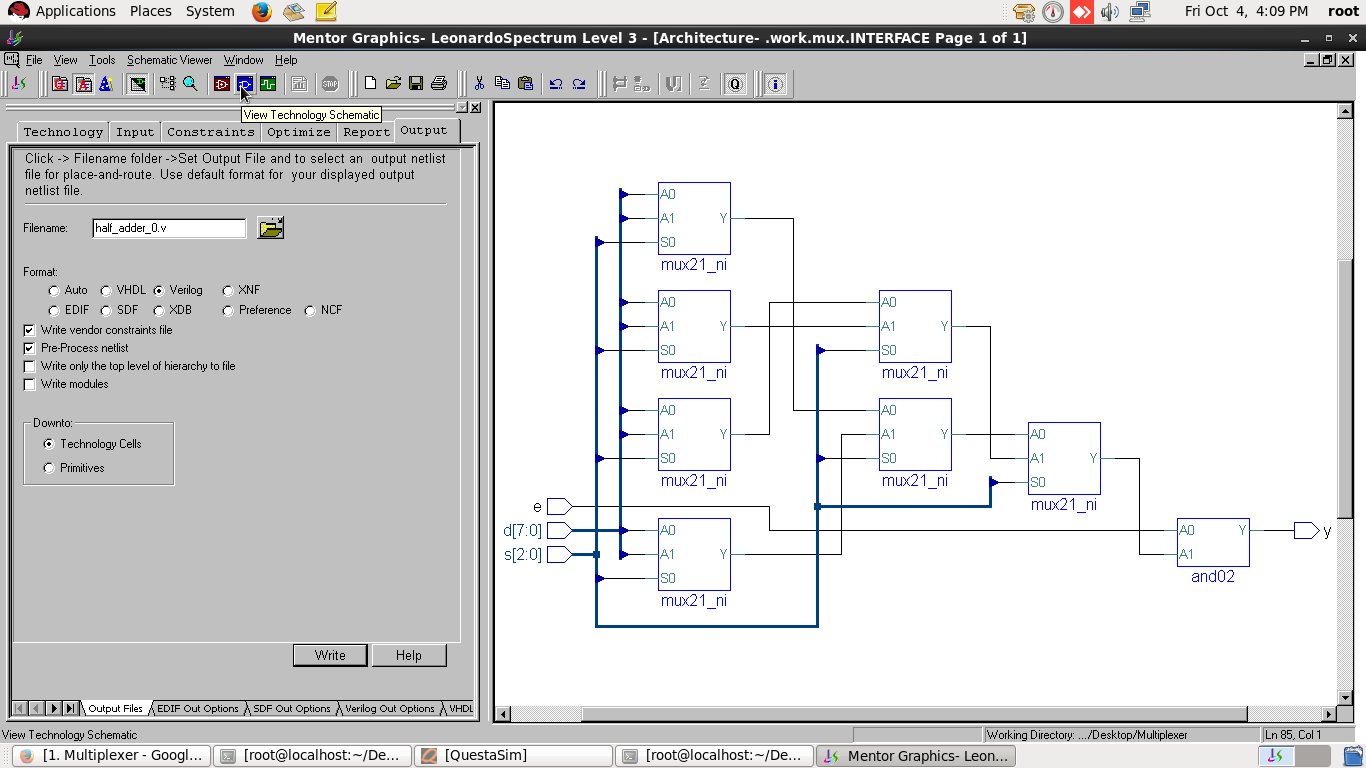 Applications Places System Fri Oct 4, 4:09 PM root
Mentor Graphics- LeonardoSpectrum Level 3 - [Architecture- .work.mux.INTERFACE Page 1 of 1]
File View Tools Schematic Viewer Window Help
STOP Q
View Technology Schematic
Technology Input Constraints Optimize Report Output
Click -> Filename folder ->Set Output File and to select an output netlist
file for place-and-route. Use default format for your displayed output
netlist file.
Filename: half_adder_0.v
Format:
Auto VHDL Verilog XNF
EDIF SDF XDB Preference NCF
Write vendor constraints file
Pre-Process netlist
Write only the top level of hierarchy to file
Write modules
Downto:
Technology Cells
Primitives
Write Help
Output Files EDIF Out Options SDF Out Options Verilog Out Options VHDL
A0
A1 Y
S0
mux21_ni
A0
A1 Y
S0
mux21_ni
A0
A1 Y
S0
mux21_ni
A0
A1 Y
S0
mux21_ni
A0
A1 Y
S0
mux21_ni
A0
A1 Y
S0
mux21_ni
A0
A1 Y
S0
mux21_ni
e
d[7:0]
s[2:0]
A0 Y
A1
and02
y
View Technology Schematic Working Directory: .../Desktop/Multiplexer Ln 85, Col 1
[1. Multiplexer - Googl... [root@localhost:~/De... [QuestaSim] [root@localhost:~/De... Mentor Graphics- Leon...